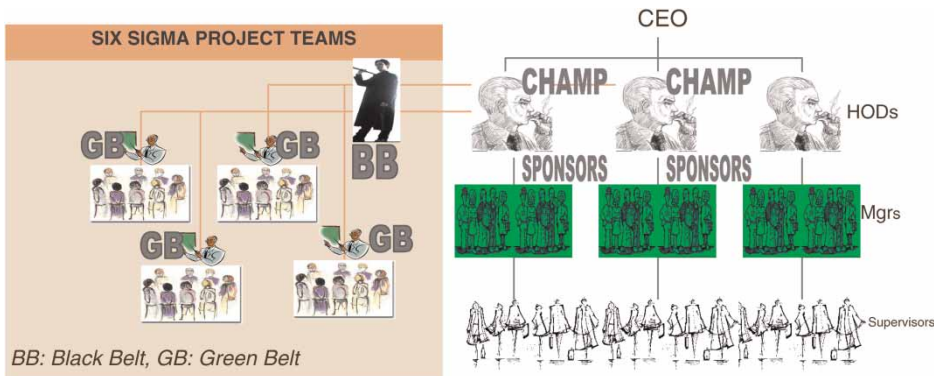 SIX SIGMA PROJECT TEAMS
CEO
CHAMP
CHAMP
HODs
GB
GB
BB
SPONSORS
SPONSORS
Mgrs
GB
GB
Supervisors
BB: Black Belt, GB: Green Belt